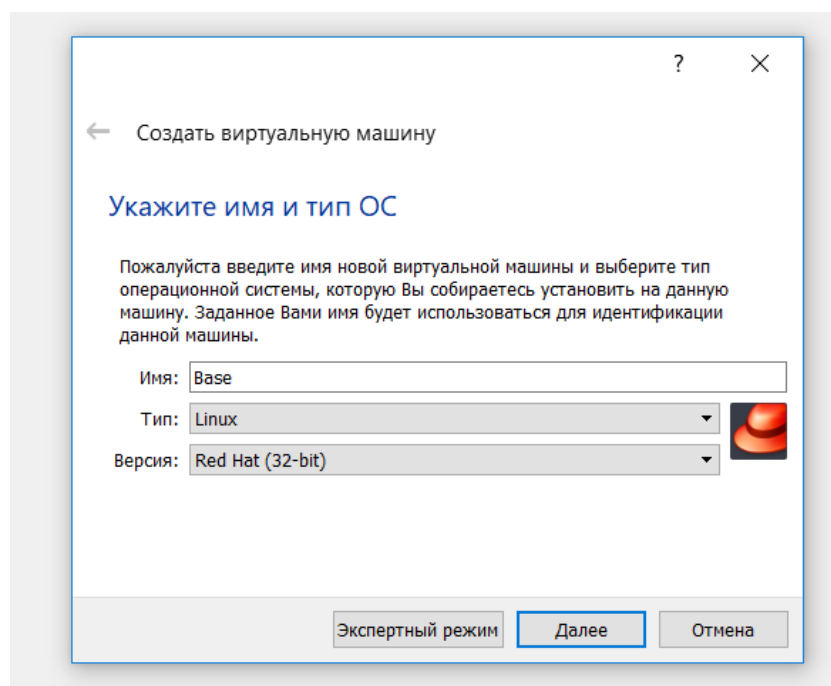 ?
Создать виртуальную машину
Укажите имя и тип ОС
Пожалуйста введите имя новой виртуальной машины и выберите тип
операционной системы, которую Вы собираетесь установить на данную
машину. Заданное Вами имя будет использоваться для идентификации
данной машины.
Имя: Base
Тип: Linux
Версия: Red Hat (32-bit)
Экспертный режим Далее Отмена